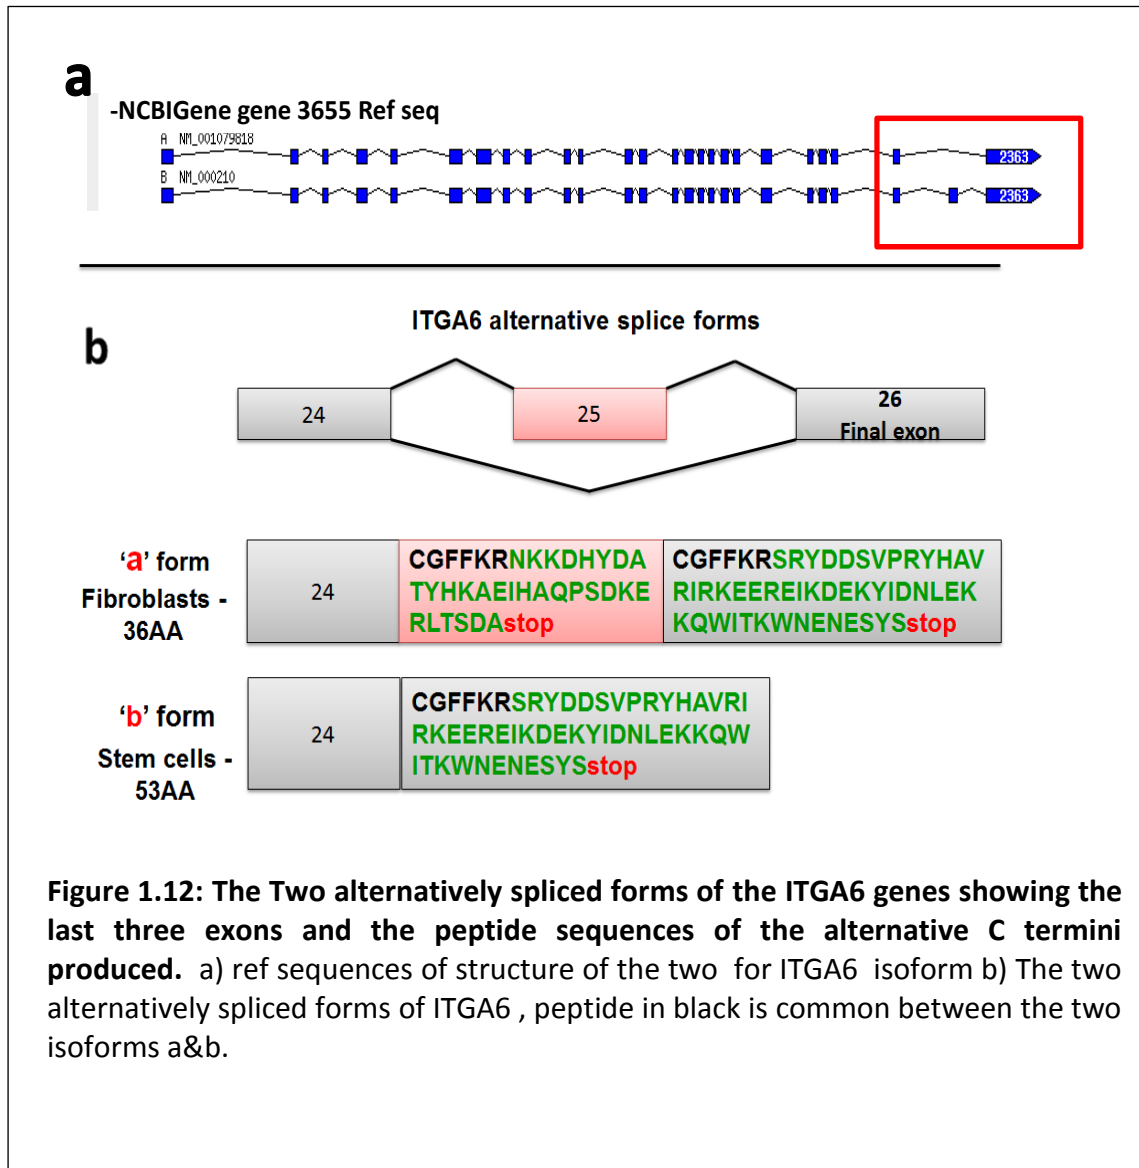 a
-NCBIGene gene 3655 Ref seq
A NM_001079818
2363
B NM_000210
2363
b
ITGA6 alternative splice forms
24
25
26
Final exon
‘a’ form
Fibroblasts -
36AA
24
CGFFKRNKKDHYDA
TYHKAEIHAQPSDKE
RLTSDAstop
CGFFKRSRYDDSVPRYHAV
RIRKEEREIKDEKYIDNLEK
KQWITKWNENESYSstop
‘b’ form
Stem cells -
53AA
24
CGFFKRSRYDDSVPRYHAVRI
RKEEREIKDEKYIDNLEKKQW
ITKWNENESYSstop
Figure 1.12: The Two alternatively spliced forms of the ITGA6 genes showing the
last three exons and the peptide sequences of the alternative C termini
produced. a) ref sequences of structure of the two for ITGA6 isoform b) The two
alternatively spliced forms of ITGA6 , peptide in black is common between the two
isoforms a&b.